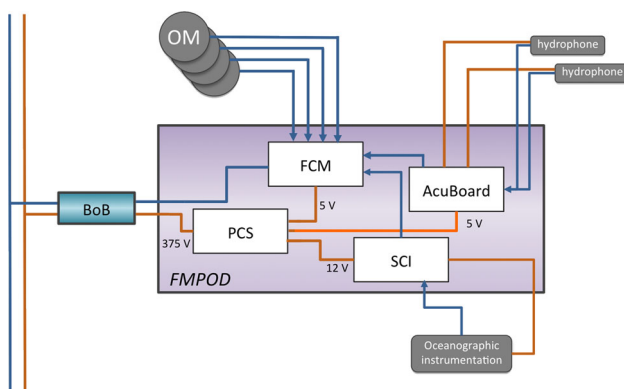 OM
hydrophone
hydrophone
FCM
AcuBoard
BoB
5 V
5 V
PCS
375 V
12 V
SCI
FMPOD
Oceanographic
instrumentation